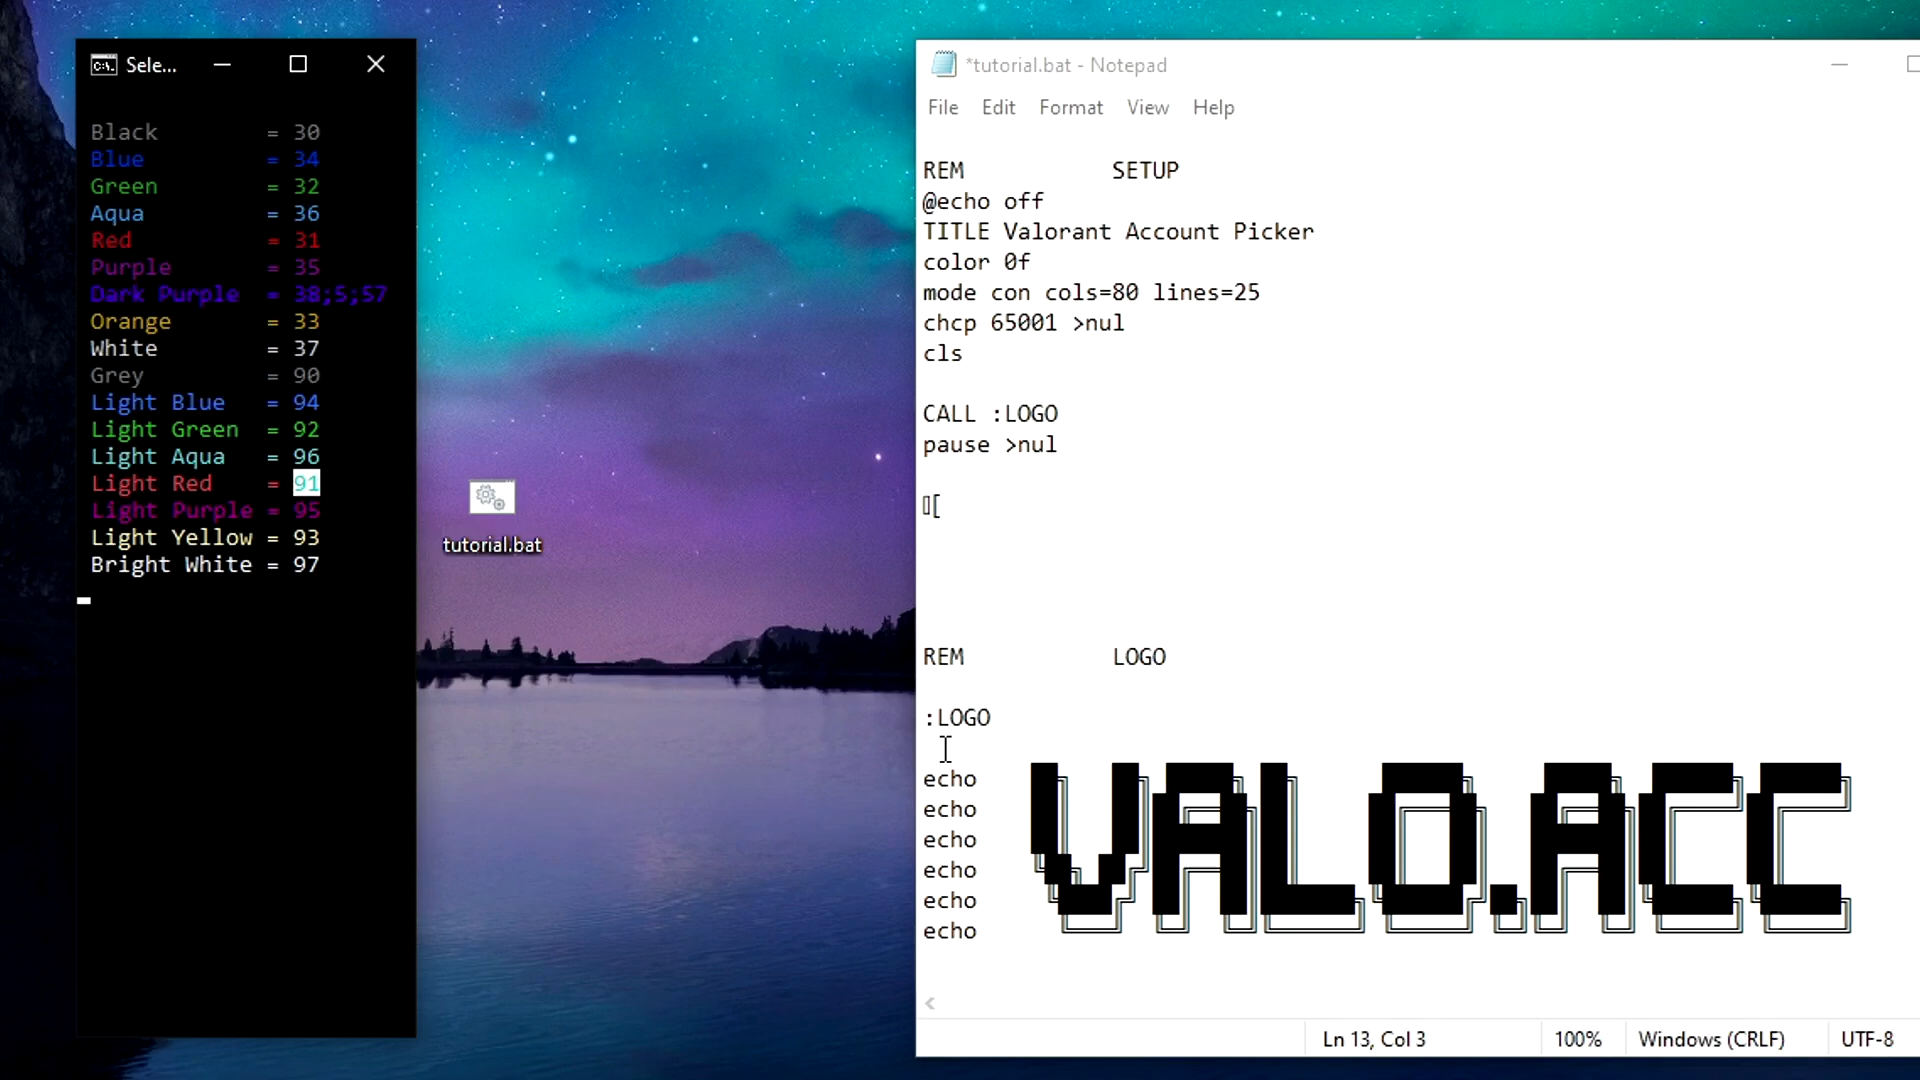 Sele...
Black = 30
Blue = 34
Green = 32
Aqua = 36
Red = 31
Purple = 35
Dark Purple = 38;5;57
Orange = 33
White = 37
Grey = 90
Light Blue = 94
Light Green = 92
Light Aqua = 96
Light Red = 91
Light Purple = 95
Light Yellow = 93
Bright White = 97
tutorial.bat
*tutorial.bat - Notepad
File Edit Format View Help
REM SETUP
@echo off
TITLE Valorant Account Picker
color 0f
mode con cols=80 lines=25
chcp 65001 >nul
cls
CALL :LOGO
pause >nul
▯[
REM LOGO
:LOGO
echo
echo
echo
echo
echo
echo
VALO.ACC
Ln 13, Col 3 100% Windows (CRLF) UTF-8